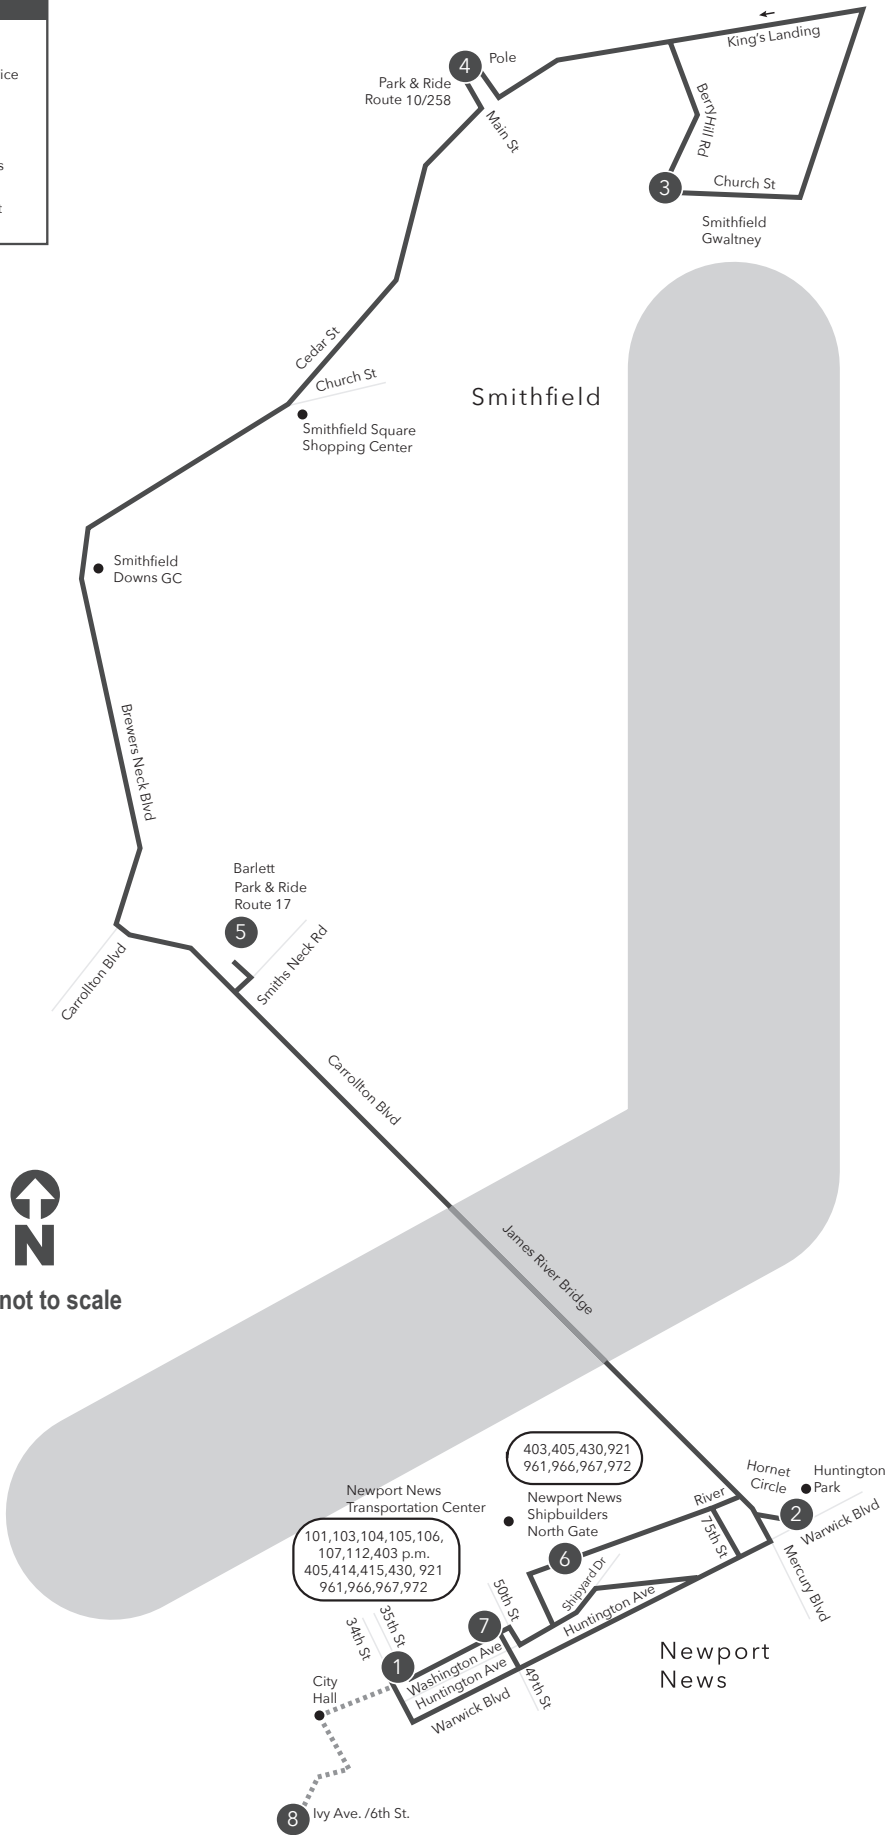 ice
s
t
King's Landing
4
Pole
Park & Ride
Route 10/258
Main St
Berry Hill Rd
3
Church St
Smithfield
Gwaltney
Cedar St
Church St
Smithfield
Smithfield Square
Shopping Center
Smithfield
Downs GC
Brewers Neck Blvd
Barlett
Park & Ride
Route 17
5
Smiths Neck Rd
Carrollton Blvd
Carrollton Blvd
N
not to scale
James River Bridge
403,405,430,921
961,966,967,972
Hornet
Circle
Huntington
Park
2
Warwick Blvd
Mercury Blvd
River
75th St
Newport News
Transportation Center
Newport News
Shipbuilders
North Gate
101,103,104,105,106,
107,112,403 p.m.
405,414,415,430, 921
961,966,967,972
6
Shipyard Dr
Huntington Ave
50th St
7
35th St
34th St
1
Washington Ave
Huntington Ave
Warwick Blvd
49th St
Newport
News
City
Hall
8
Ivy Ave. /6th St.